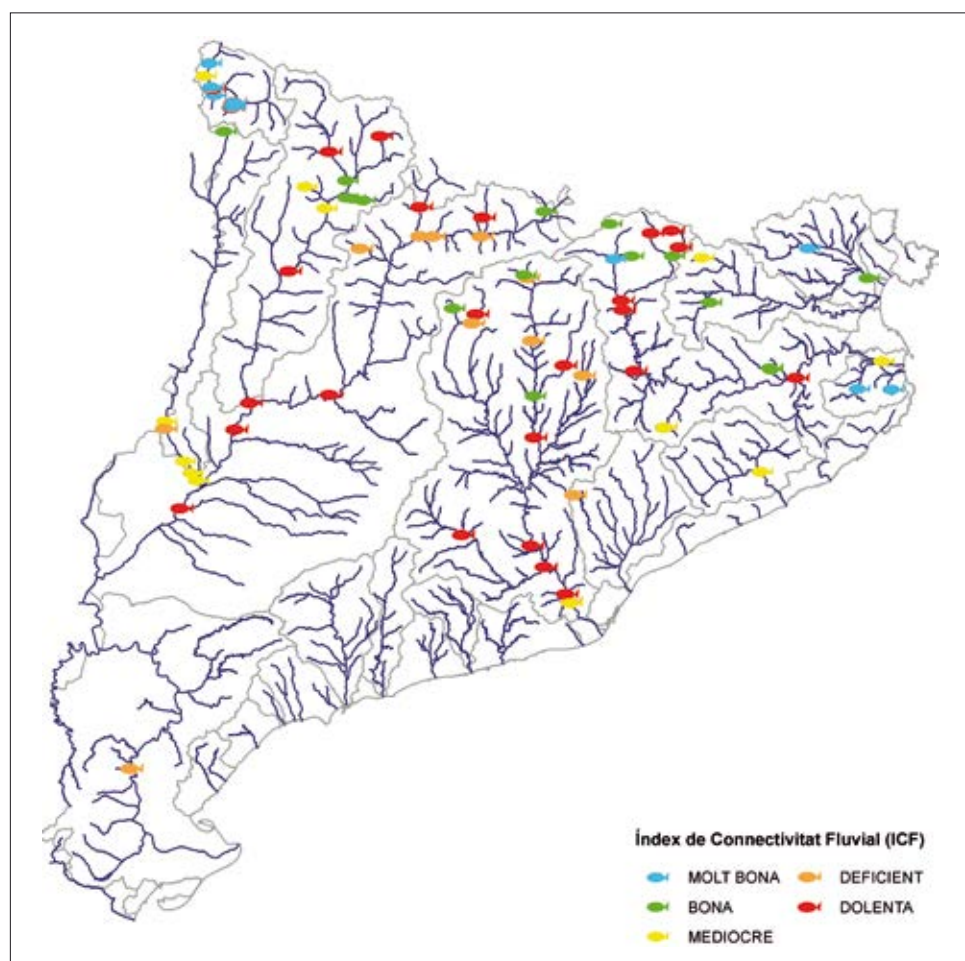 Índex de Connectivitat Fluvial (ICF)
MOLT BONA
DEFICIENT
BONA
DOLENTA
MEDIOCRE